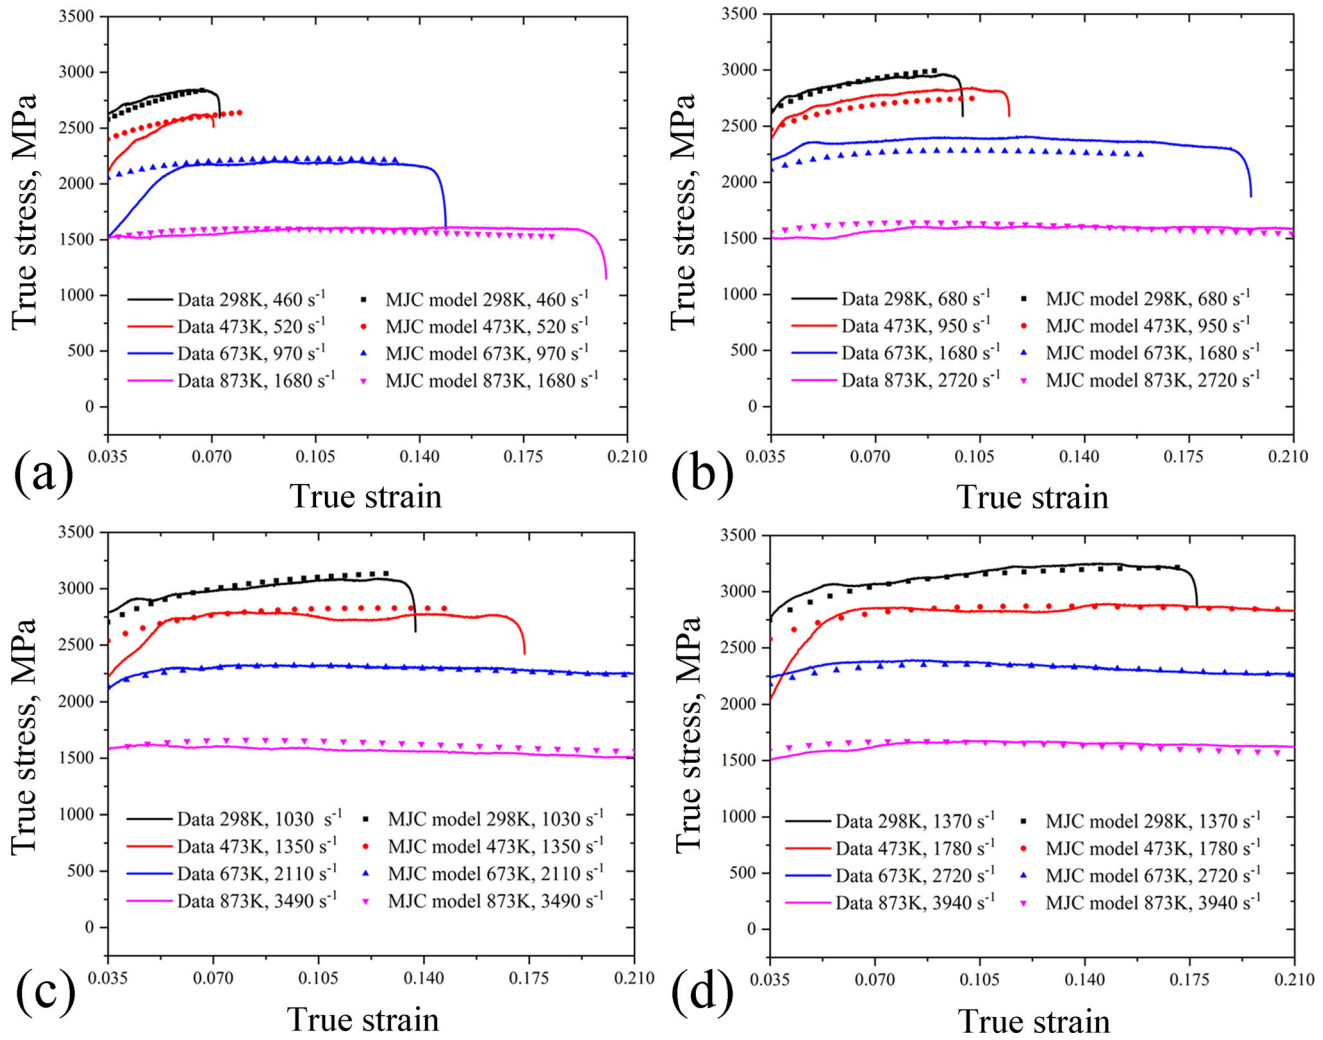 3500
3000
2500
2000
1500
1000
500
0
True stress, MPa
Data 298K, 460 s⁻¹ MJC model 298K, 460 s⁻¹
Data 473K, 520 s⁻¹ MJC model 473K, 520 s⁻¹
Data 673K, 970 s⁻¹ MJC model 673K, 970 s⁻¹
Data 873K, 1680 s⁻¹ MJC model 873K, 1680 s⁻¹
0.035 0.070 0.105 0.140 0.175 0.210
(a)
True strain
3500
3000
2500
2000
1500
1000
500
0
True stress, MPa
Data 298K, 680 s⁻¹ MJC model 298K, 680 s⁻¹
Data 473K, 950 s⁻¹ MJC model 473K, 950 s⁻¹
Data 673K, 1680 s⁻¹ MJC model 673K, 1680 s⁻¹
Data 873K, 2720 s⁻¹ MJC model 873K, 2720 s⁻¹
0.035 0.070 0.105 0.140 0.175 0.210
(b)
True strain
3500
3000
2500
2000
1500
1000
500
0
True stress, MPa
Data 298K, 1030 s⁻¹ MJC model 298K, 1030 s⁻¹
Data 473K, 1350 s⁻¹ MJC model 473K, 1350 s⁻¹
Data 673K, 2110 s⁻¹ MJC model 673K, 2110 s⁻¹
Data 873K, 3490 s⁻¹ MJC model 873K, 3490 s⁻¹
0.035 0.070 0.105 0.140 0.175 0.210
(c)
True strain
3500
3000
2500
2000
1500
1000
500
0
True stress, MPa
Data 298K, 1370 s⁻¹ MJC model 298K, 1370 s⁻¹
Data 473K, 1780 s⁻¹ MJC model 473K, 1780 s⁻¹
Data 673K, 2720 s⁻¹ MJC model 673K, 2720 s⁻¹
Data 873K, 3940 s⁻¹ MJC model 873K, 3940 s⁻¹
0.035 0.070 0.105 0.140 0.175 0.210
(d)
True strain